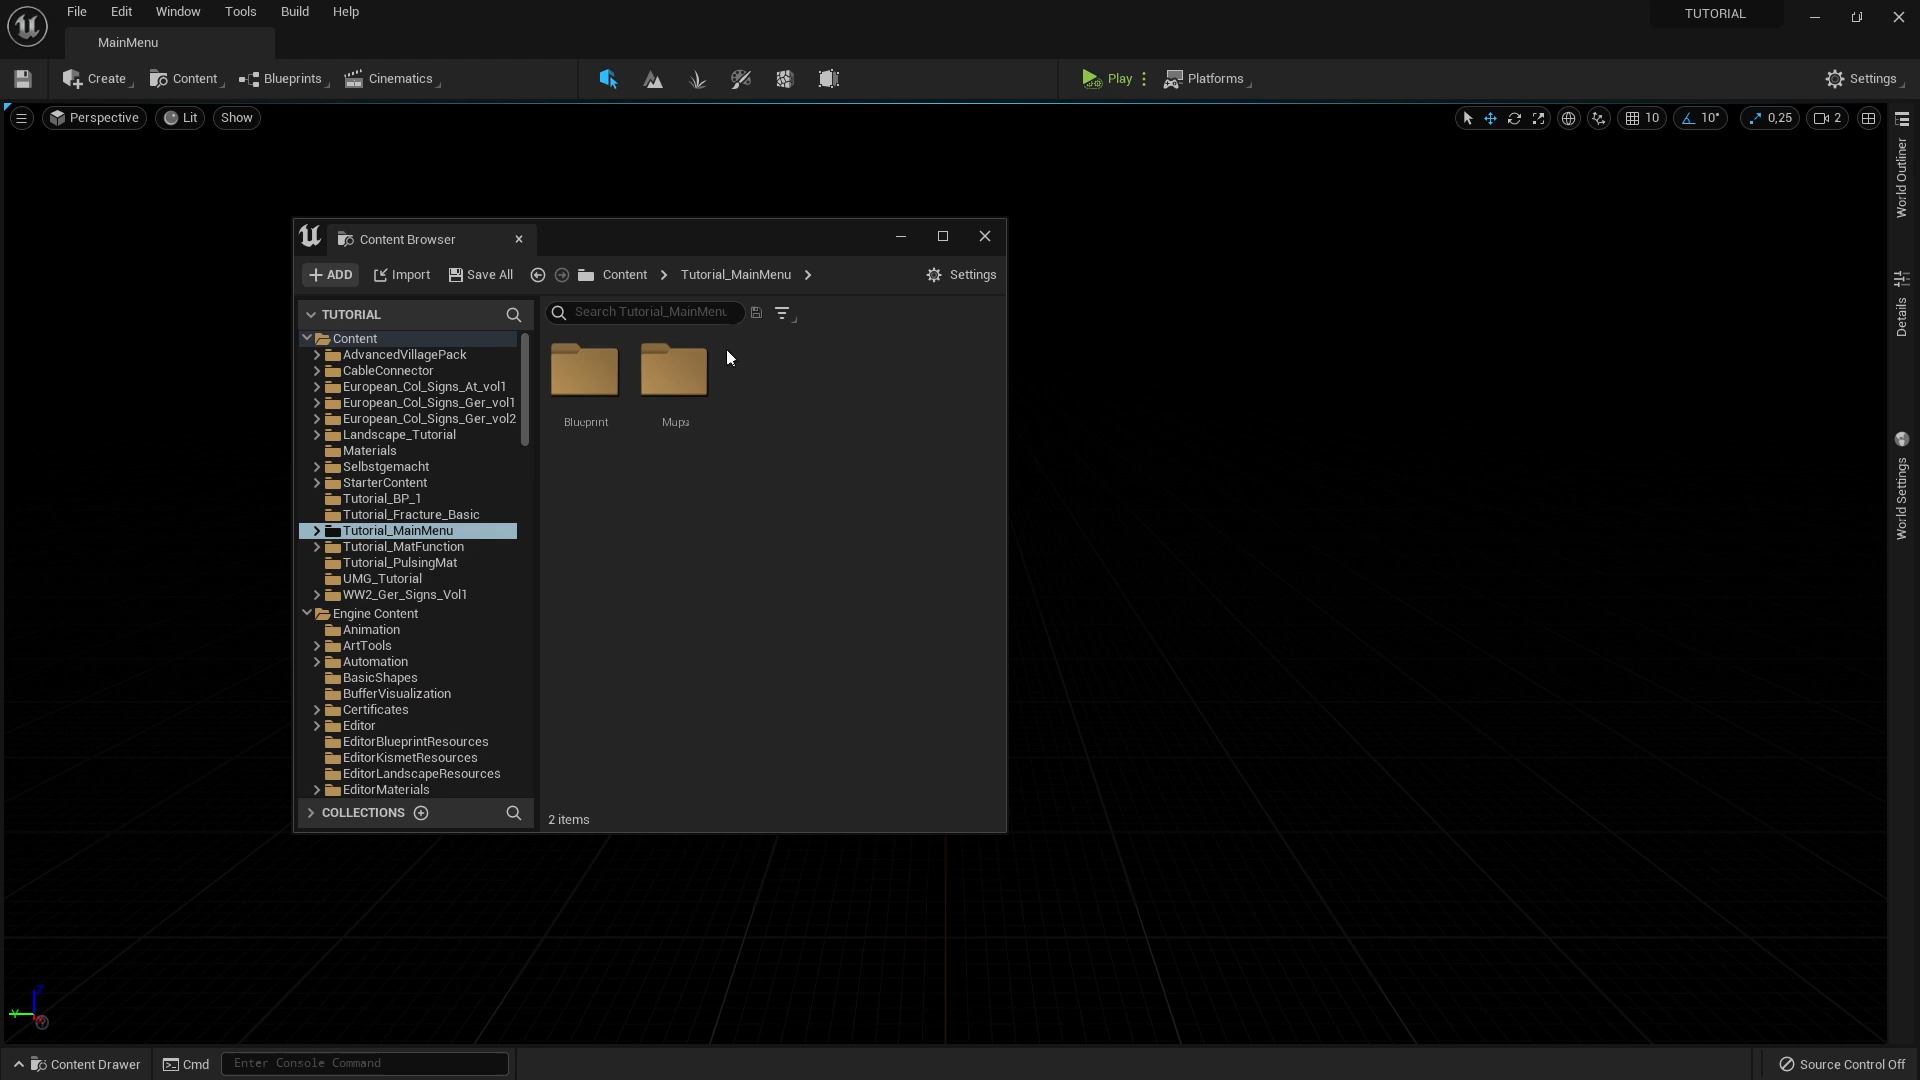 File Edit Window Tools Build Help
TUTORIAL
MainMenu
Create Content Blueprints Cinematics Play Platforms Settings
Perspective Lit Show 10 10° 0,25 2
World Outliner
Details
World Settings
Content Browser
ADD Import Save All Content Tutorial_MainMenu Settings
TUTORIAL
Search Tutorial_MainMenu
Content
AdvancedVillagePack
CableConnector
European_Col_Signs_At_vol1
European_Col_Signs_Ger_vol1
European_Col_Signs_Ger_vol2
Landscape_Tutorial
Materials
Selbstgemacht
StarterContent
Tutorial_BP_1
Tutorial_Fracture_Basic
Tutorial_MainMenu
Tutorial_MatFunction
Tutorial_PulsingMat
UMG_Tutorial
WW2_Ger_Signs_Vol1
Engine Content
Animation
ArtTools
Automation
BasicShapes
BufferVisualization
Certificates
Editor
EditorBlueprintResources
EditorKismetResources
EditorLandscapeResources
EditorMaterials
COLLECTIONS
Blueprint Maps
2 items
Content Drawer Cmd Enter Console Command Source Control Off